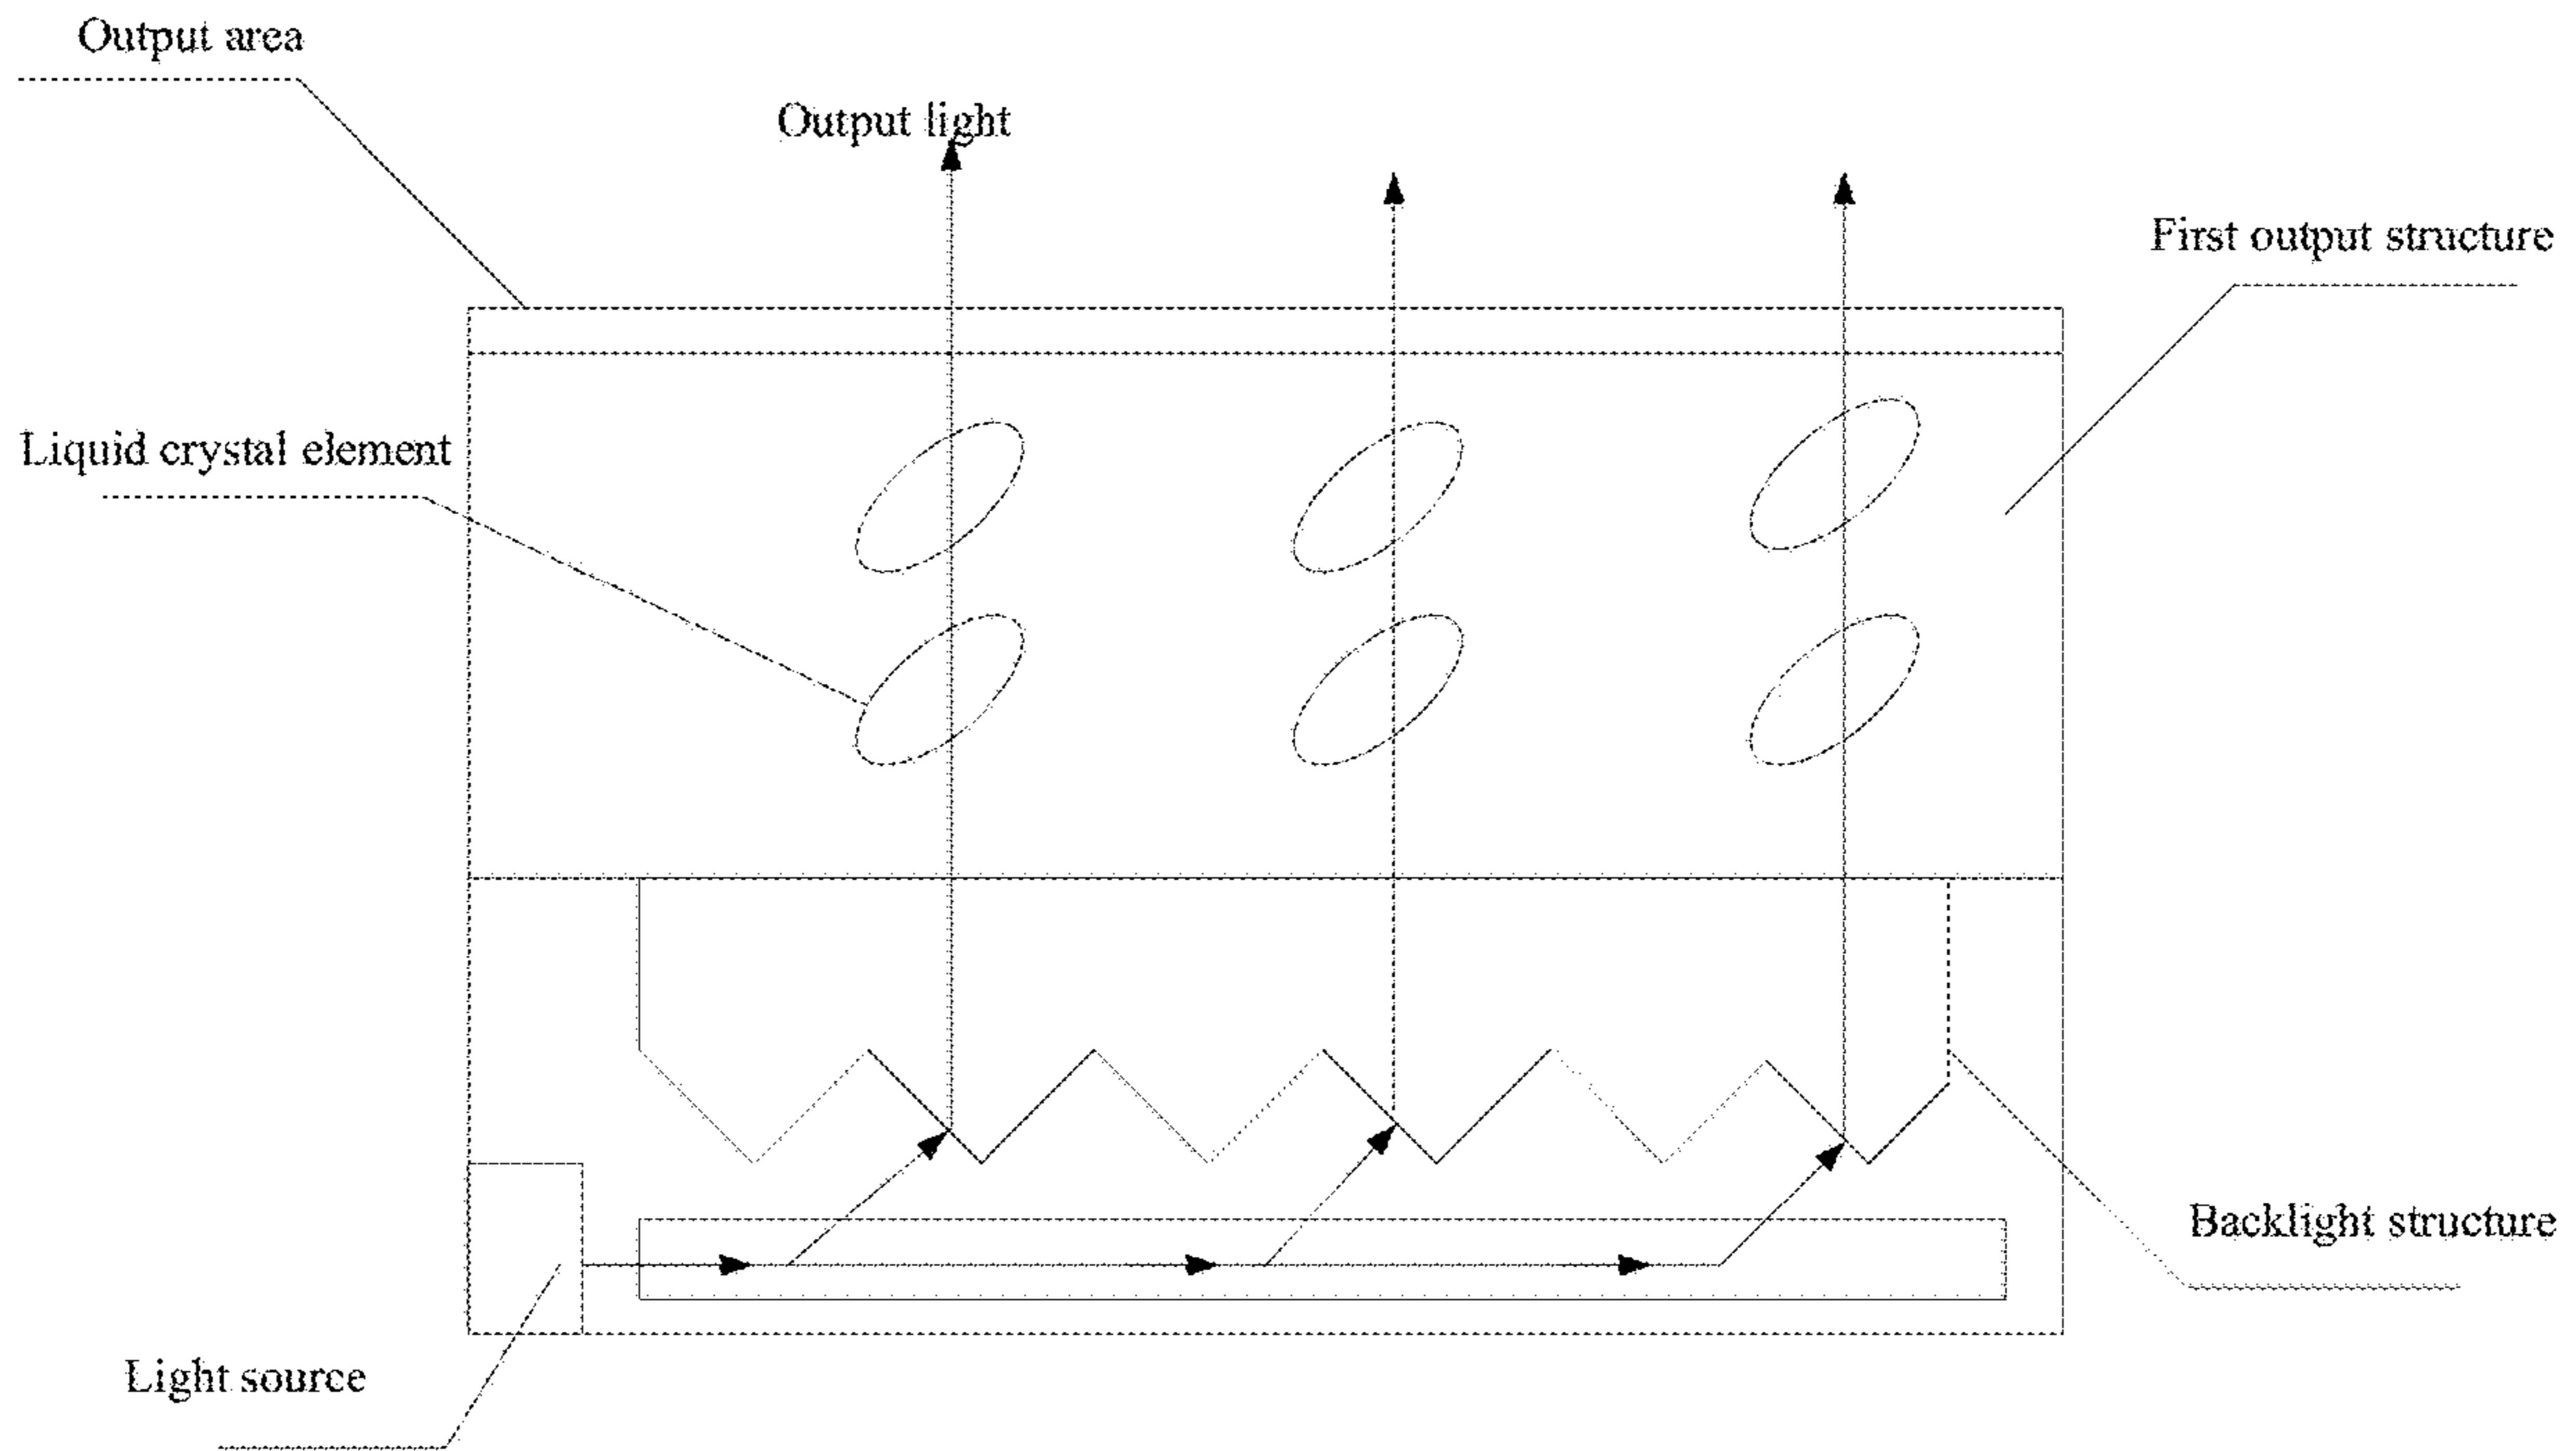 Output area
Output light
First output structure
Liquid crystal element
Backlight structure
Light source